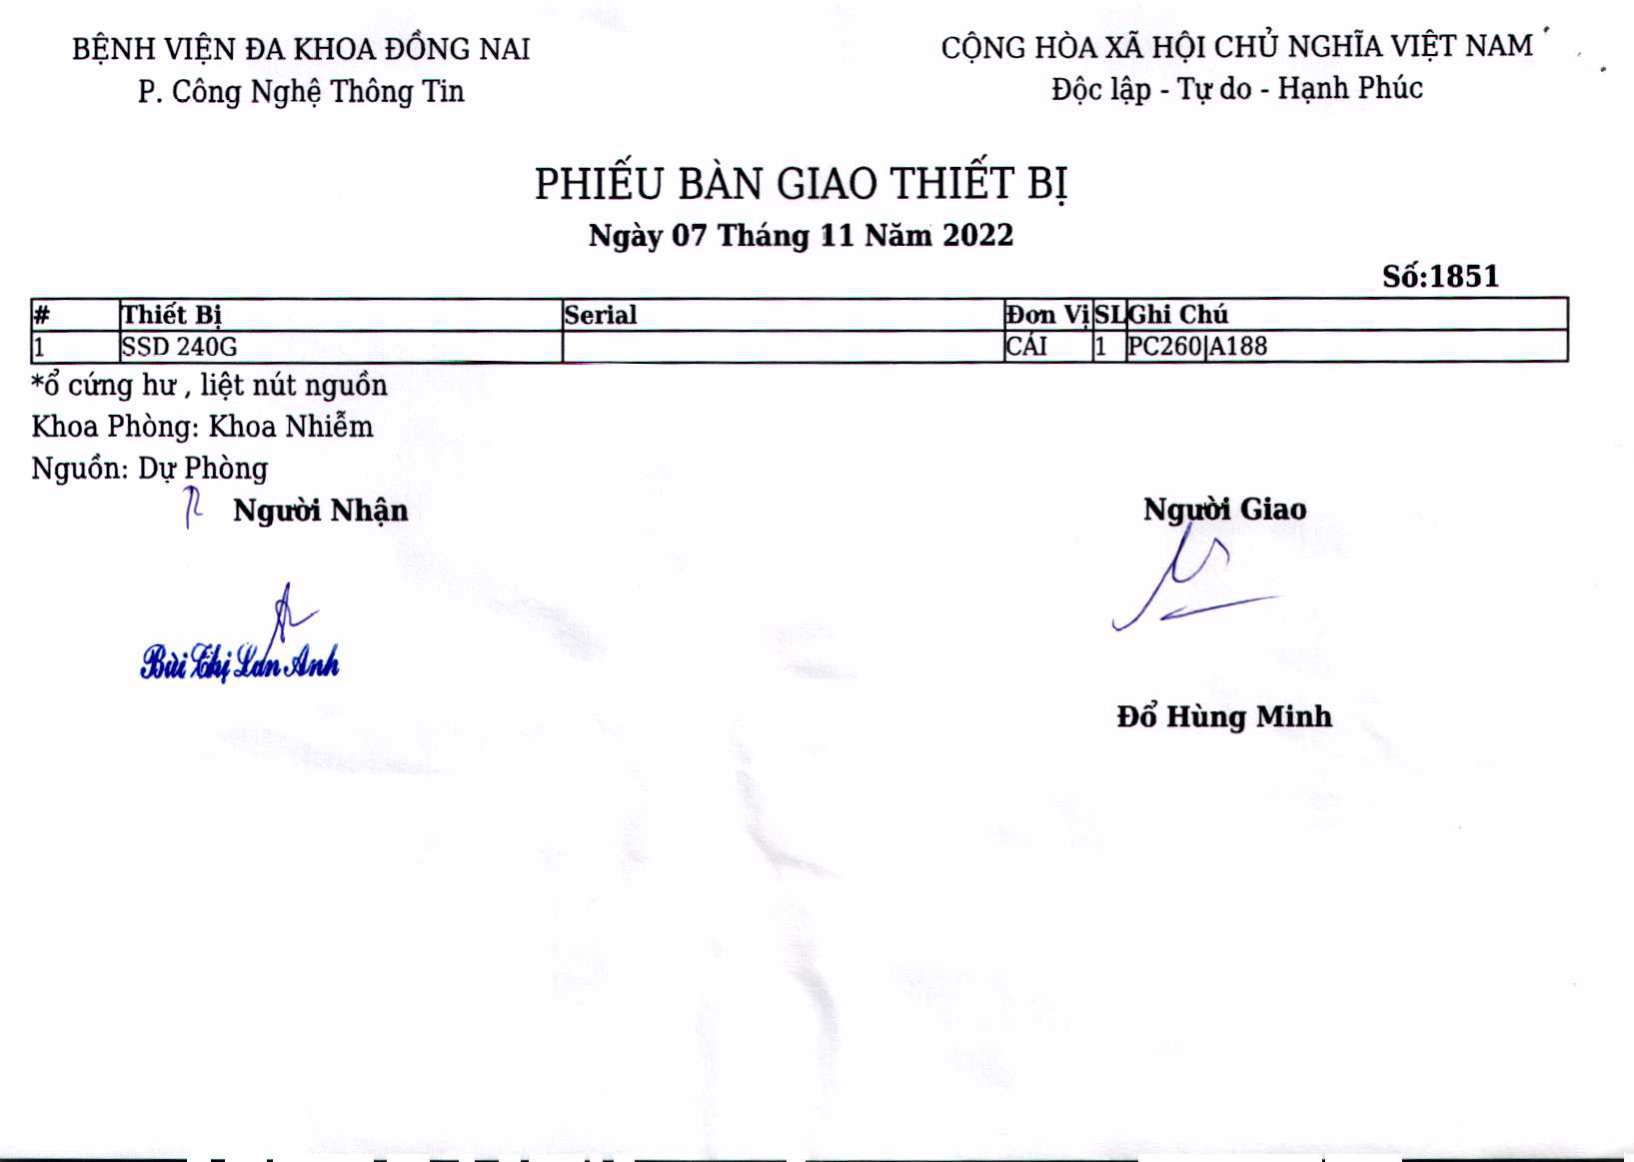 BỆNH VIỆN ĐA KHOA ĐỒNG NAI
P. Công Nghệ Thông Tin
CỘNG HÒA XÃ HỘI CHỦ NGHĨA VIỆT NAM
Độc lập - Tự do - Hạnh Phúc
PHIẾU BÀN GIAO THIẾT BỊ
Ngày 07 Tháng 11 Năm 2022
Số:1851
# Thiết Bị Serial Đơn Vị SL Ghi Chú
1 SSD 240G CÁI 1 PC260|A188
*ổ cứng hư , liệt nút nguồn
Khoa Phòng: Khoa Nhiễm
Nguồn: Dự Phòng
Người Nhận
Người Giao
Bùi Thị Lan Anh
Đổ Hùng Minh